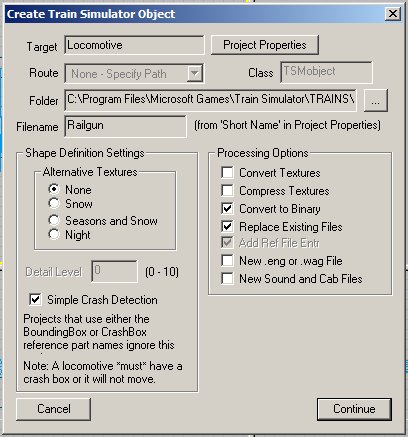 Create Train Simulator Object
Target Locomotive Project Properties
Route None - Specify Path Class TSMobject
Folder C:\Program Files\Microsoft Games\Train Simulator\TRAINS\ ...
Filename Railgun (from 'Short Name' in Project Properties)
Shape Definition Settings
Alternative Textures
None
Snow
Seasons and Snow
Night
Detail Level: 0 (0 - 10)
Simple Crash Detection
Projects that use either the
BoundingBox or CrashBox
reference part names ignore this
Note: A locomotive *must* have a
crash box or it will not move.
Processing Options
Convert Textures
Compress Textures
Convert to Binary
Replace Existing Files
Add Ref File Entr
New .eng or .wag File
New Sound and Cab Files
Cancel
Continue